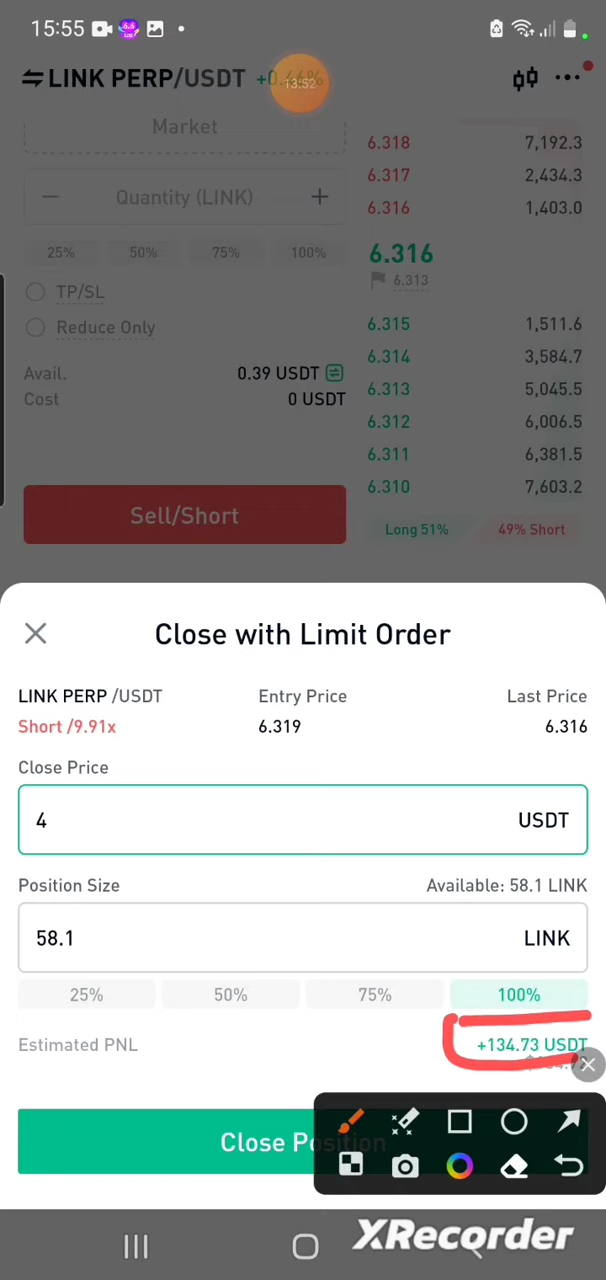 15:55
LINK PERP/USDT +0.46%
13:52
Market
6.318 7,192.3
6.317 2,434.3
Quantity (LINK)
6.316 1,403.0
25% 50% 75% 100%
6.316
6.313
TP/SL
Reduce Only
6.315 1,511.6
6.314 3,584.7
Avail. 0.39 USDT
6.313 5,045.5
Cost 0 USDT
6.312 6,006.5
6.311 6,381.5
6.310 7,603.2
Sell/Short
Long 51% 49% Short
Close with Limit Order
LINK PERP /USDT Entry Price Last Price
Short /9.91x 6.319 6.316
Close Price
4 USDT
Position Size Available: 58.1 LINK
58.1 LINK
25% 50% 75% 100%
Estimated PNL +134.73 USDT
Close Position
XRecorder